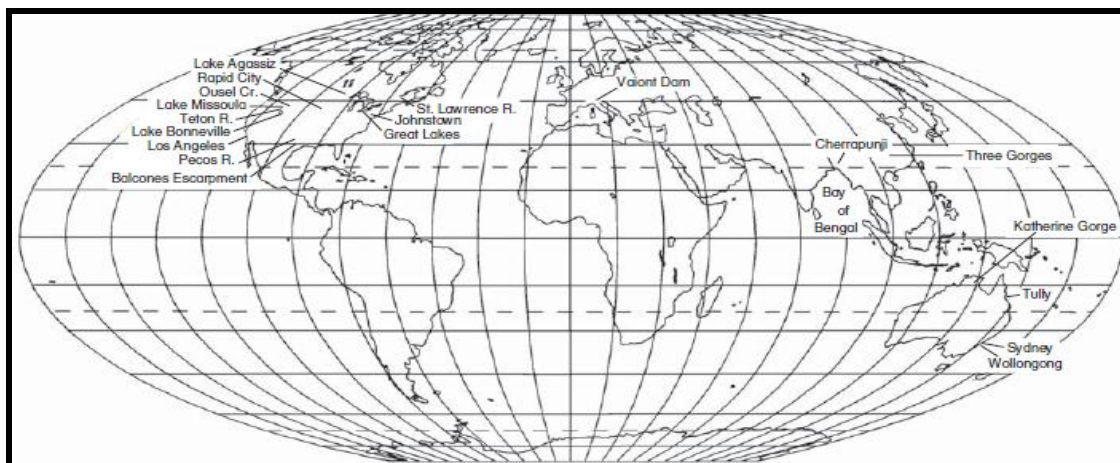 Lake Agassiz
Rapid City
Ousel Cr.
Lake Missoula
Teton R.
Lake Bonneville
Los Angeles
Pecos R.
Balcones Escarpment
St. Lawrence R.
Johnstown
Great Lakes
Vaiont Dam
Cherrapunji
Three Gorges
Bay
of
Bengal
Katherine Gorge
Tully
Sydney
Wollongong